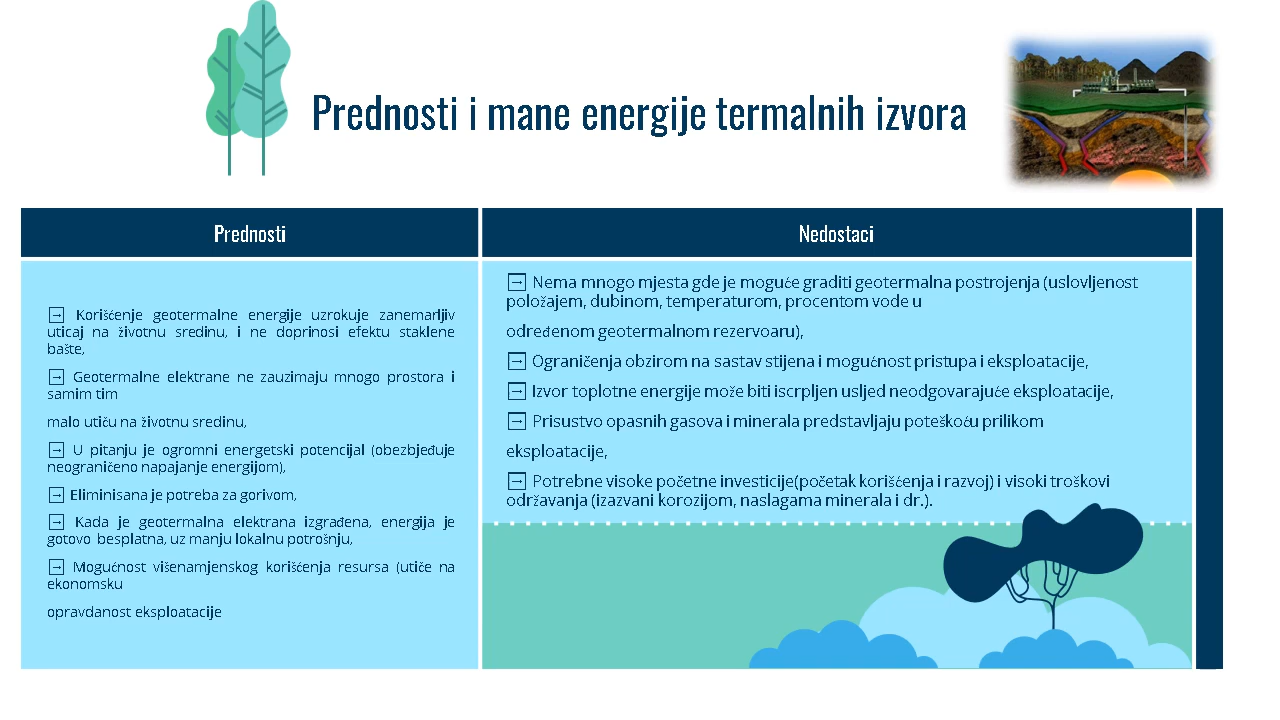 Prednosti i mane energije termalnih izvora
Prednosti
→ Korišćenje geotermalne energije uzrokuje zanemarljiv
uticaj na životnu sredinu, i ne doprinosi efektu staklene
bašte,
→ Geotermalne elektrane ne zauzimaju mnogo prostora i
samim tim
malo utiču na životnu sredinu,
→ U pitanju je ogromni energetski potencijal (obezbjeđuje
neograničeno napajanje energijom),
→ Eliminisana je potreba za gorivom,
→ Kada je geotermalna elektrana izgrađena, energija je
gotovo besplatna, uz manju lokalnu potrošnju,
→ Mogućnost višenamjenskog korišćenja resursa (utiče na
ekonomsku
opravdanost eksploatacije
Nedostaci
→ Nema mnogo mjesta gde je moguće graditi geotermalna postrojenja (uslovljenost
položajem, dubinom, temperaturom, procentom vode u
određenom geotermalnom rezervoaru),
→ Ograničenja obzirom na sastav stijena i mogućnost pristupa i eksploatacije,
→ Izvor toplotne energije može biti iscrpljen usljed neodgovarajuće eksploatacije,
→ Prisustvo opasnih gasova i minerala predstavljaju poteškoću prilikom
eksploatacije,
→ Potrebne visoke početne investicije(početak korišćenja i razvoj) i visoki troškovi
održavanja (izazvani korozijom, naslagama minerala i dr.).